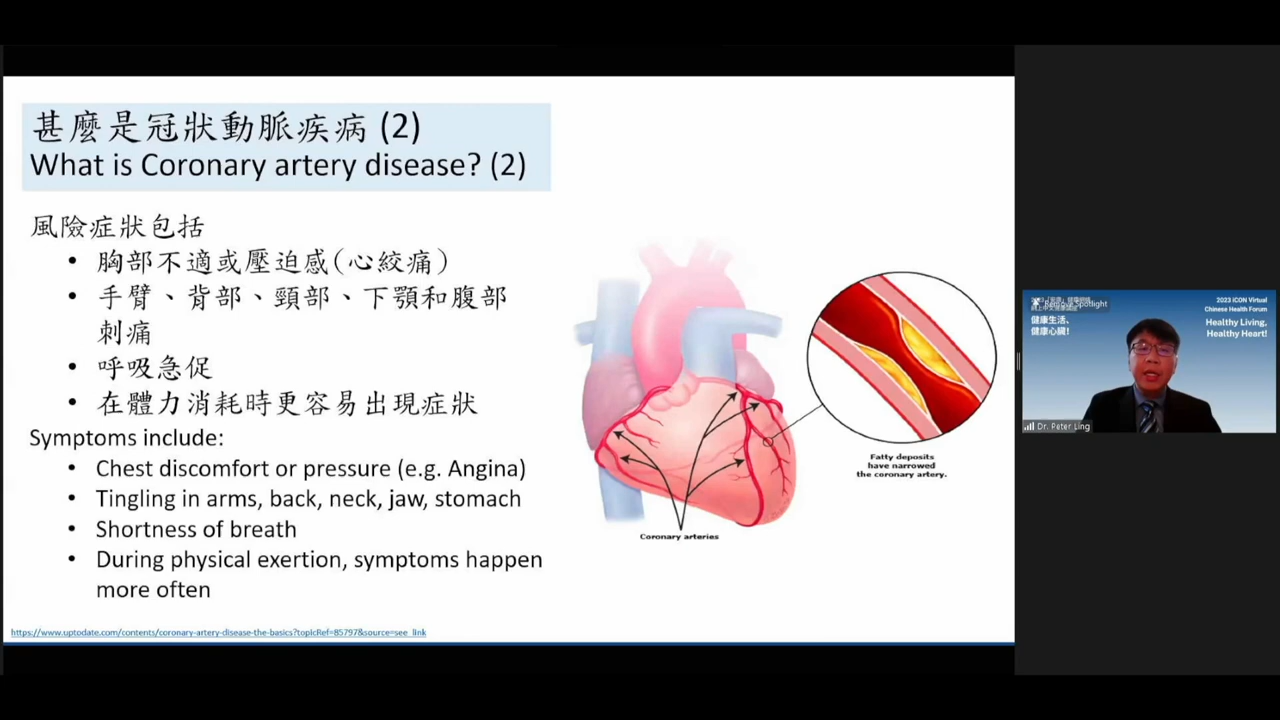 甚麼是冠狀動脈疾病 (2)
What is Coronary artery disease? (2)
風險症狀包括
• 胸部不適或壓迫感(心絞痛)
• 手臂、背部、頸部、下顎和腹部
刺痛
• 呼吸急促
• 在體力消耗時更容易出現症狀
Symptoms include:
• Chest discomfort or pressure (e.g. Angina)
• Tingling in arms, back, neck, jaw, stomach
• Shortness of breath
• During physical exertion, symptoms happen
more often
https://www.uptodate.com/contents/coronary-artery-disease-the-basics?topicRef=85797&source=see_link
Coronary arteries
Fatty deposits
have narrowed
the coronary artery.
Remove Spotlight
健康生活、
健康心臟!
2023 iCON Virtual
Chinese Health Forum
Healthy Living,
Healthy Heart!
Dr. Peter Ling